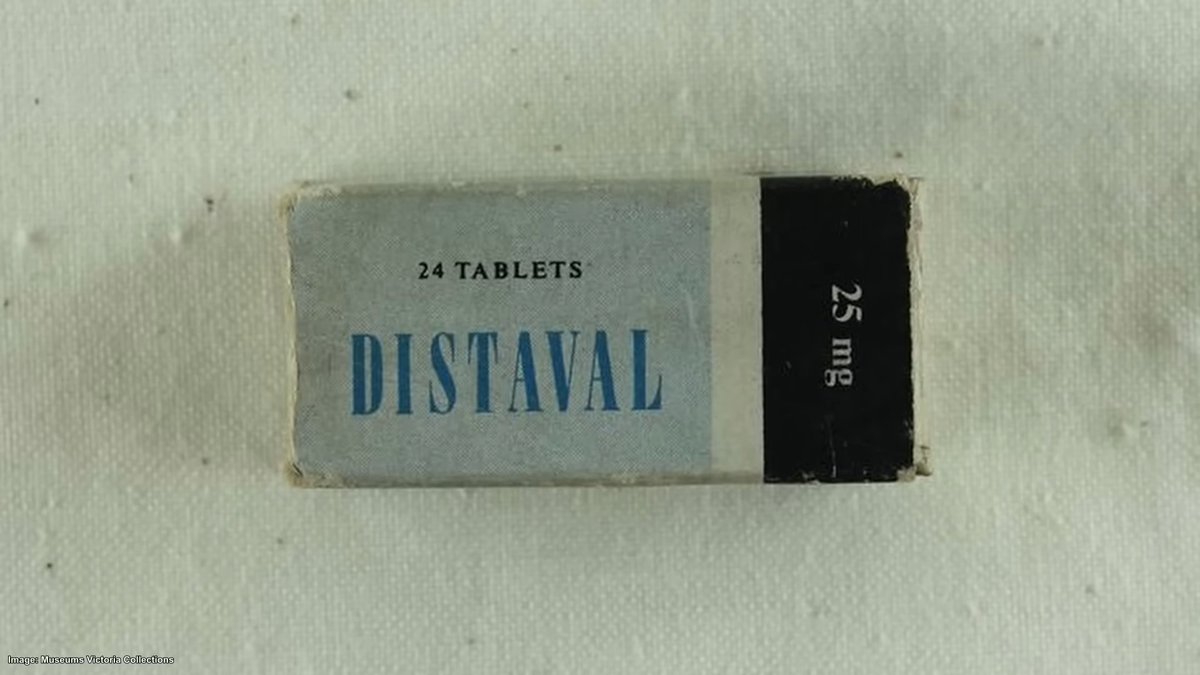 24 TABLETS
DISTAVAL
25 mg
Image: Museums Victoria Collections